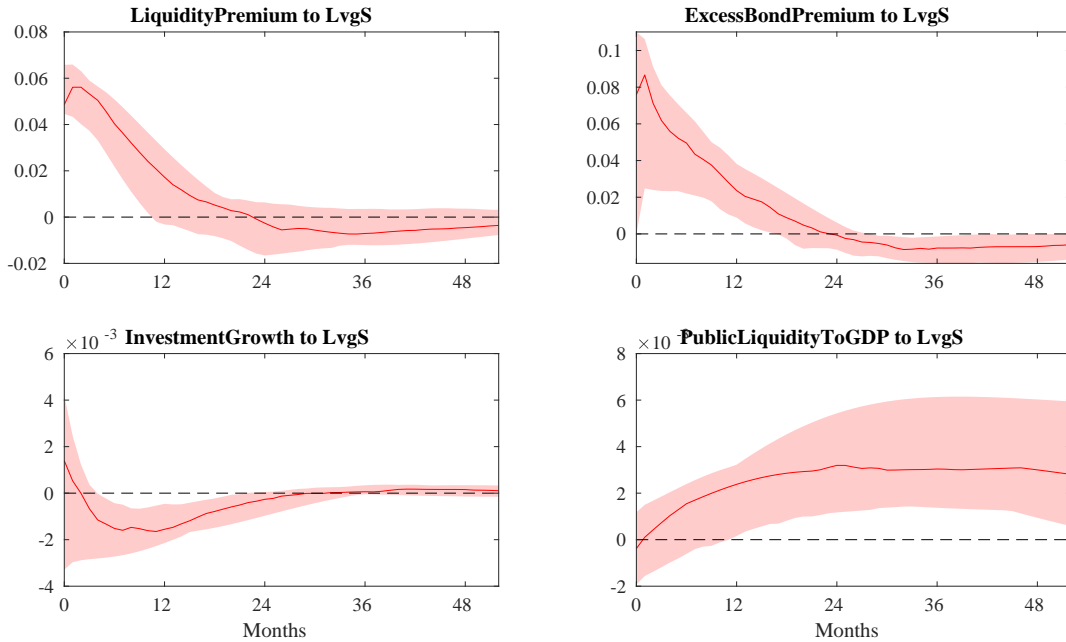 LiquidityPremium to LvgS
0.08
0.06
0.04
0.02
0
-0.02
0 12 24 36 48
ExcessBondPremium to LvgS
0.1
0.08
0.06
0.04
0.02
0
0 12 24 36 48
×10 -3 InvestmentGrowth to LvgS
6
4
2
0
-2
-4
0 12 24 36 48
Months
×10 PublicLiquidityToGDP to LvgS
8
6
4
2
0
-2
0 12 24 36 48
Months